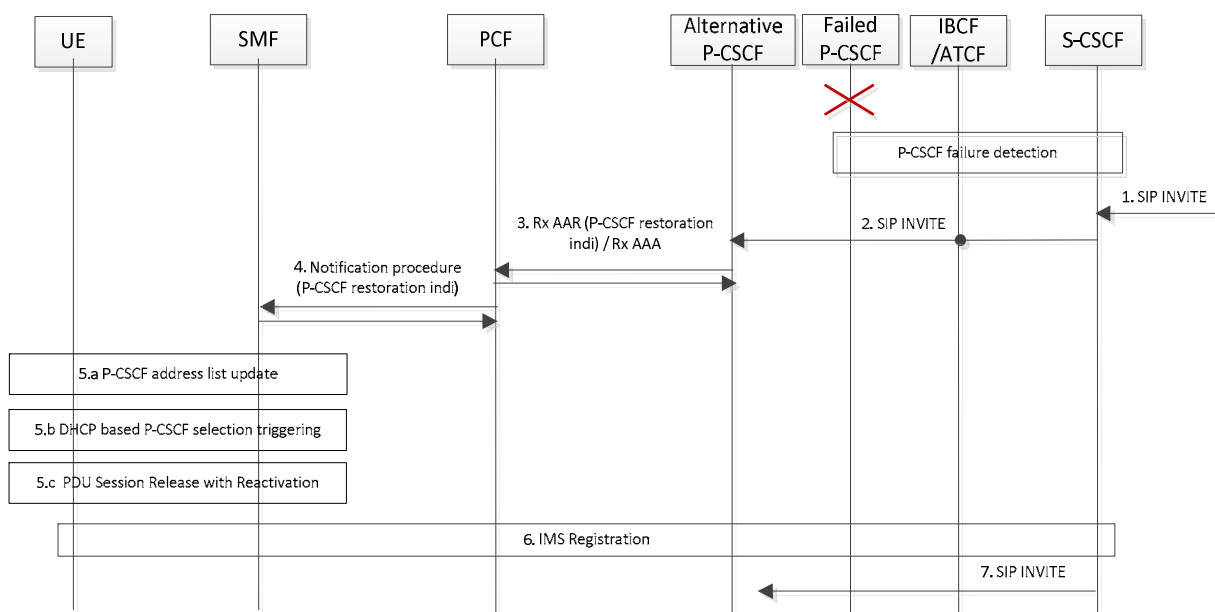 UE
SMF
PCF
Alternative
P-CSCF
Failed
P-CSCF
IBCF
/ATCF
S-CSCF
P-CSCF failure detection
1. SIP INVITE
2. SIP INVITE
3. Rx AAR (P-CSCF restoration
indi) / Rx AAA
4. Notification procedure
(P-CSCF restoration indi)
5.a P-CSCF address list update
5.b DHCP based P-CSCF selection triggering
5.c PDU Session Release with Reactivation
6. IMS Registration
7. SIP INVITE